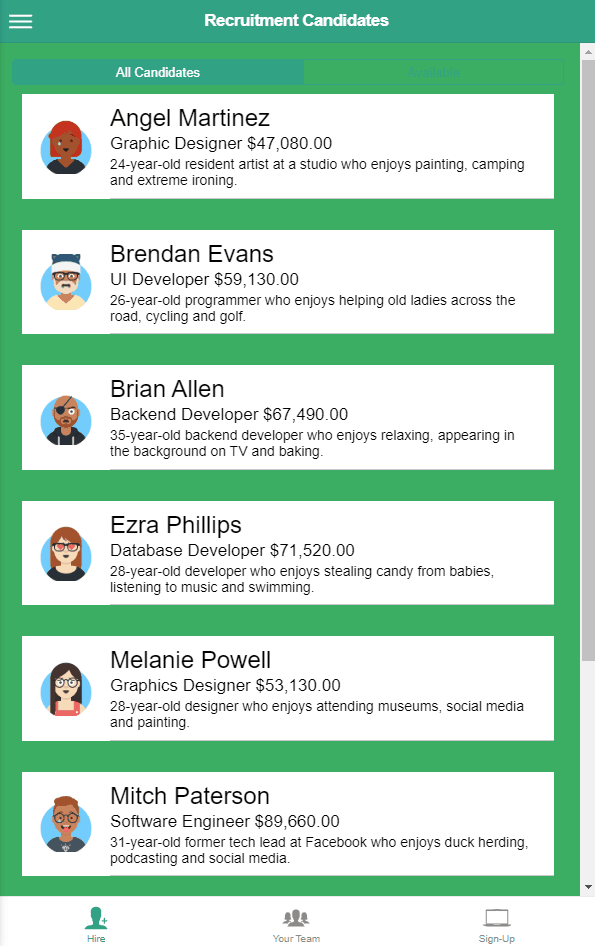 Recruitment Candidates
All Candidates
Available
Angel Martinez
Graphic Designer $47,080.00
24-year-old resident artist at a studio who enjoys painting, camping
and extreme ironing.
Brendan Evans
UI Developer $59,130.00
26-year-old programmer who enjoys helping old ladies across the
road, cycling and golf.
Brian Allen
Backend Developer $67,490.00
35-year-old backend developer who enjoys relaxing, appearing in
the background on TV and baking.
Ezra Phillips
Database Developer $71,520.00
28-year-old developer who enjoys stealing candy from babies,
listening to music and swimming.
Melanie Powell
Graphics Designer $53,130.00
28-year-old designer who enjoys attending museums, social media
and painting.
Mitch Paterson
Software Engineer $89,660.00
31-year-old former tech lead at Facebook who enjoys duck herding,
podcasting and social media.
Hire
Your Team
Sign-Up